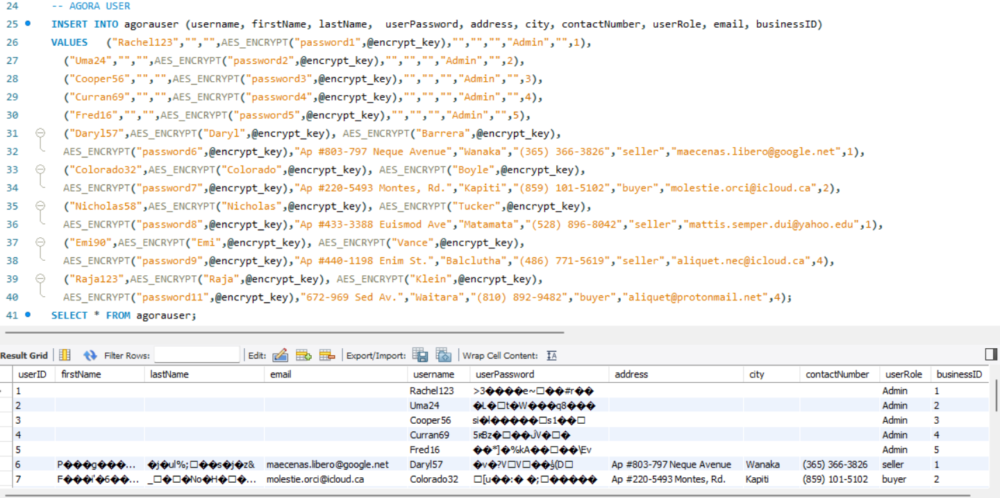 24 -- AGORA USER
25 INSERT INTO agorauser (username, firstName, lastName,  userPassword, address, city, contactNumber, userRole, email, businessID)
26 VALUES   ("Rachel123","","",AES_ENCRYPT("password1",@encrypt_key),"","","","Admin","",1),
27 ("Uma24","","",AES_ENCRYPT("password2",@encrypt_key),"","","","Admin","",2),
28 ("Cooper56","","",AES_ENCRYPT("password3",@encrypt_key),"","","","Admin","",3),
29 ("Curran69","","",AES_ENCRYPT("password4",@encrypt_key),"","","","Admin","",4),
30 ("Fred16","","",AES_ENCRYPT("password5",@encrypt_key),"","","","Admin","",5),
31 ("Daryl57",AES_ENCRYPT("Daryl",@encrypt_key), AES_ENCRYPT("Barrera",@encrypt_key),
32 AES_ENCRYPT("password6",@encrypt_key),"Ap #803-797 Neque Avenue","Wanaka","(365) 366-3826","seller","maecenas.libero@google.net",1),
33 ("Colorado32",AES_ENCRYPT("Colorado",@encrypt_key), AES_ENCRYPT("Boyle",@encrypt_key),
34 AES_ENCRYPT("password7",@encrypt_key),"Ap #220-5493 Montes, Rd.","Kapiti","(859) 101-5102","buyer","molestie.orci@icloud.ca",2),
35 ("Nicholas58",AES_ENCRYPT("Nicholas",@encrypt_key), AES_ENCRYPT("Tucker",@encrypt_key),
36 AES_ENCRYPT("password8",@encrypt_key),"Ap #433-3388 Euismod Ave","Matamata","(528) 896-8042","seller","mattis.semper.dui@yahoo.edu",1),
37 ("Emi90",AES_ENCRYPT("Emi",@encrypt_key), AES_ENCRYPT("Vance",@encrypt_key),
38 AES_ENCRYPT("password9",@encrypt_key),"Ap #440-1198 Enim St.","Balclutha","(486) 771-5619","seller","aliquet.nec@icloud.ca",4),
39 ("Raja123",AES_ENCRYPT("Raja",@encrypt_key), AES_ENCRYPT("Klein",@encrypt_key),
40 AES_ENCRYPT("password11",@encrypt_key),"672-969 Sed Av.","Waitara","(810) 892-9482","buyer","aliquet@protonmail.net",4);
41 SELECT * FROM agorauser;
Result Grid Filter Rows: Edit: Export/Import: Wrap Cell Content:
userID firstName lastName email username userPassword address city contactNumber userRole businessID
1 Rachel123 >3����e~□��#r�� Admin 1
2 Uma24 �L�□t�W���q8��� Admin 2
3 Cooper56 si�l�����□s1��□ Admin 3
4 Curran69 Admin 4
5 Fred16 ��*]�%kA��□��\Ev Admin 5
6 P���g���... �j�ul%;□��s�j�z& maecenas.libero@google.net Daryl57 Ap #803-797 Neque Avenue Wanaka (365) 366-3826 seller 1
7 F���i'�6��... _□�□�No�H�□�... molestie.orci@icloud.ca Colorado32 □[u��:� �;□����� Ap #220-5493 Montes, Rd. Kapiti (859) 101-5102 buyer 2